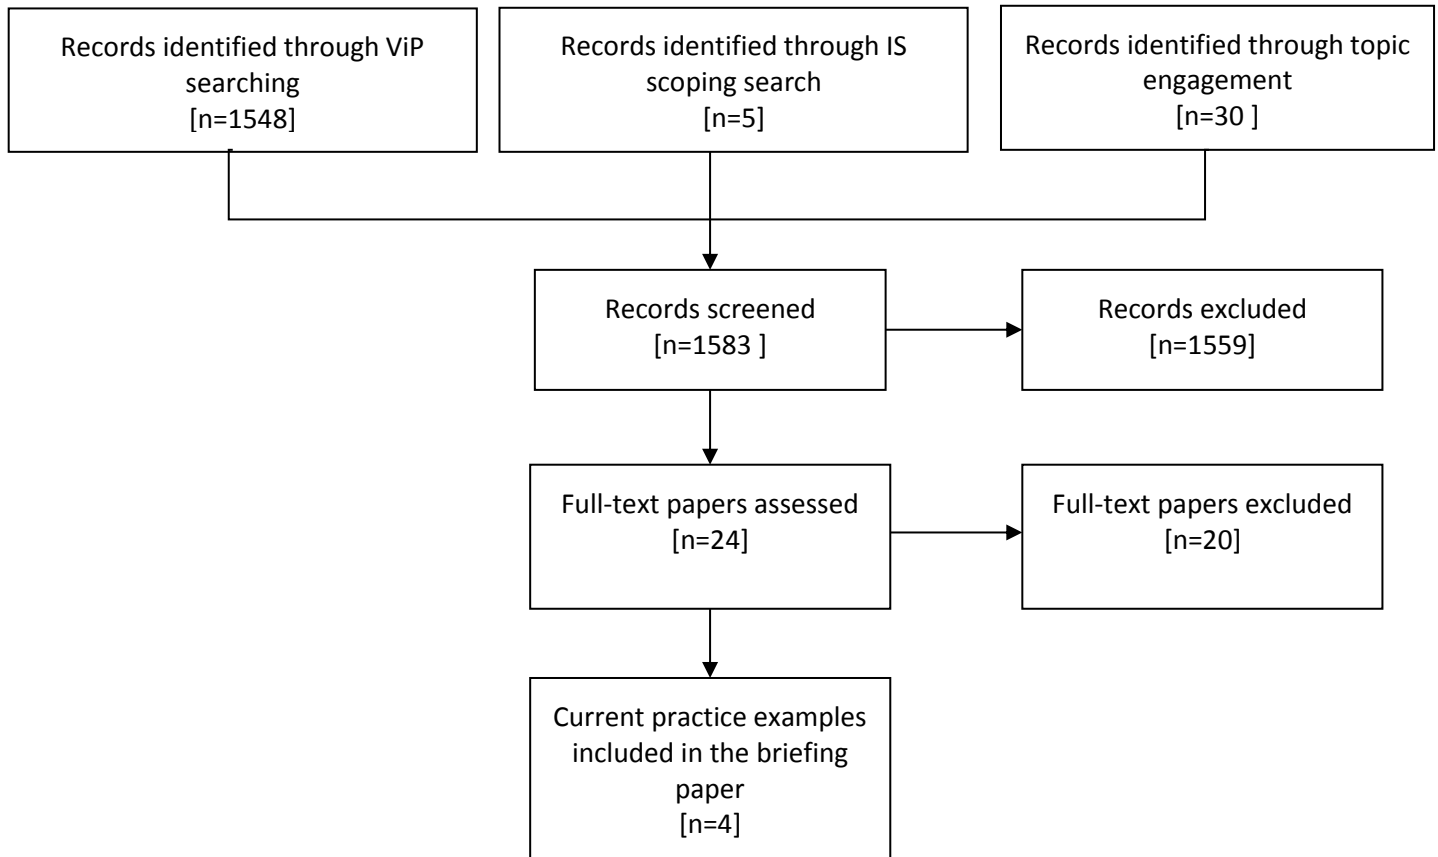 Records identified through ViP
searching
[n=1548]
Records identified through IS
scoping search
[n=5]
Records identified through topic
engagement
[n=30 ]
Records screened
[n=1583 ]
Records excluded
[n=1559]
Full-text papers assessed
[n=24]
Full-text papers excluded
[n=20]
Current practice examples
included in the briefing
paper
[n=4]